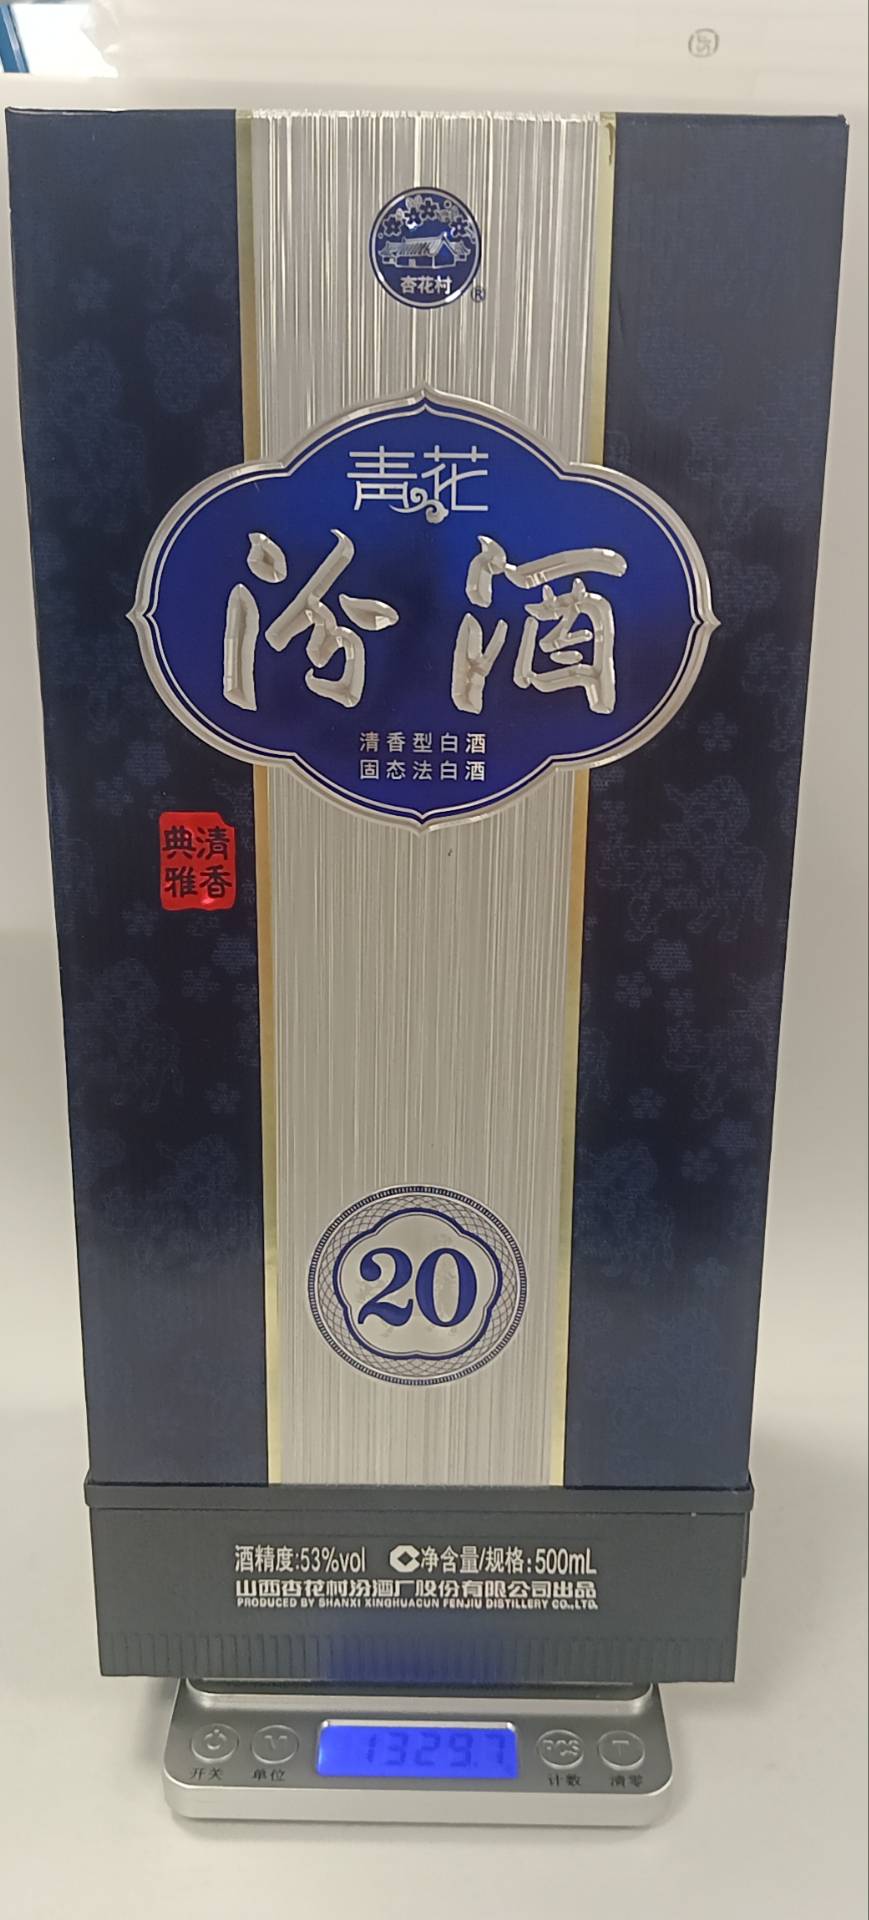 杏花村
®
青花
汾酒
清香型白酒
固态法白酒
清香
典雅
20
酒精度:53%vol 净含量/规格:500mL
山西杏花村汾酒厂股份有限公司出品
PRODUCED BY SHANXI XINGHUACUN FENJIU DISTILLERY CO.,LTD.
1329.7
PCS T
开关 单位 计数 清零